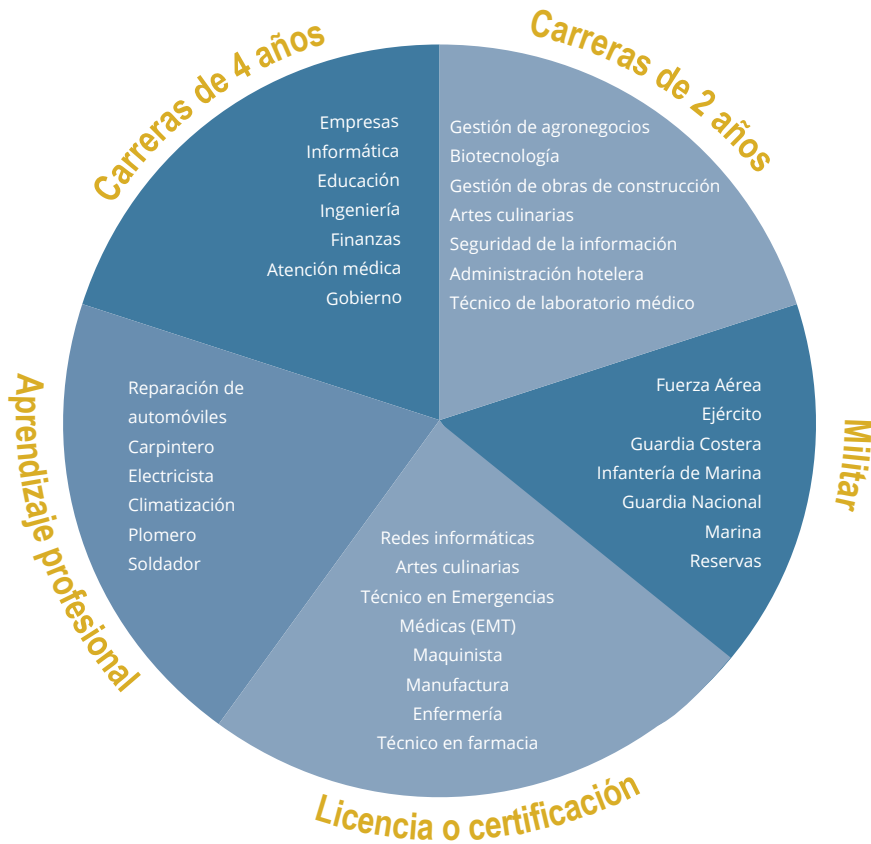 Carreras de 4 años
Empresas
Informática
Educación
Ingeniería
Finanzas
Atención médica
Gobierno
Carreras de 2 años
Gestión de agronegocios
Biotecnología
Gestión de obras de construcción
Artes culinarias
Seguridad de la información
Administración hotelera
Técnico de laboratorio médico
Militar
Fuerza Aérea
Ejército
Guardia Costera
Infantería de Marina
Guardia Nacional
Marina
Reservas
Licencia o certificación
Redes informáticas
Artes culinarias
Técnico en Emergencias
Médicas (EMT)
Maquinista
Manufactura
Enfermería
Técnico en farmacia
Aprendizaje profesional
Reparación de
automóviles
Carpintero
Electricista
Climatización
Plomero
Soldador